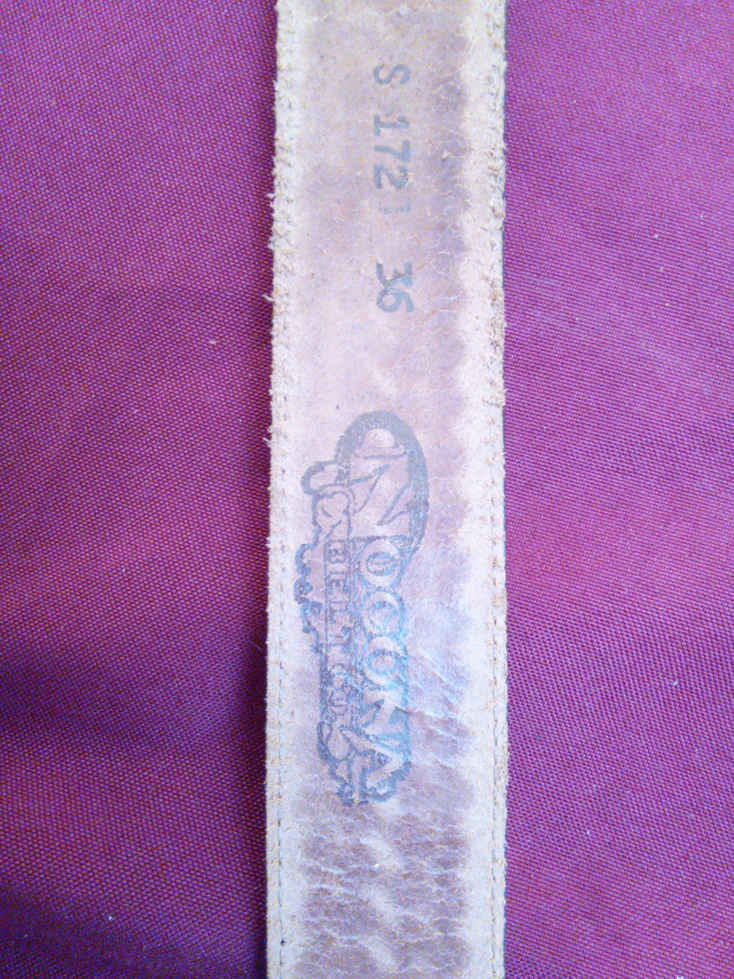 S 1721 36
NOCONA
BELT CO.